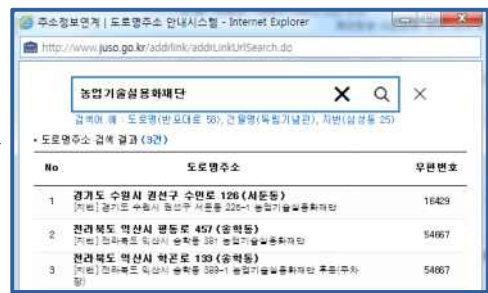 주소정보연계 | 도로명주소 안내시스템 - Internet Explorer
http://www.juso.go.kr/addrlink/addrLinkUrlSearch.do
농업기술실용화재단
검색어 예 : 도로명(반포대로 58), 건물명(독립기념관), 지번(삼성동 25)
• 도로명주소 검색 결과 (3건)
No 도로명주소 우편번호
1 경기도 수원시 권선구 수인로 126 (서둔동) 16429
[지번] 경기도 수원시 권선구 서둔동 228-1 농업기술실용화재단
2 전라북도 익산시 평동로 457 (송학동) 54667
[지번] 전라북도 익산시 송학동 381 농업기술실용화재단
3 전라북도 익산시 학곤로 133 (송학동) 54667
[지번] 전라북도 익산시 송학동 389-1 농업기술실용화재단 후문(주차
장)